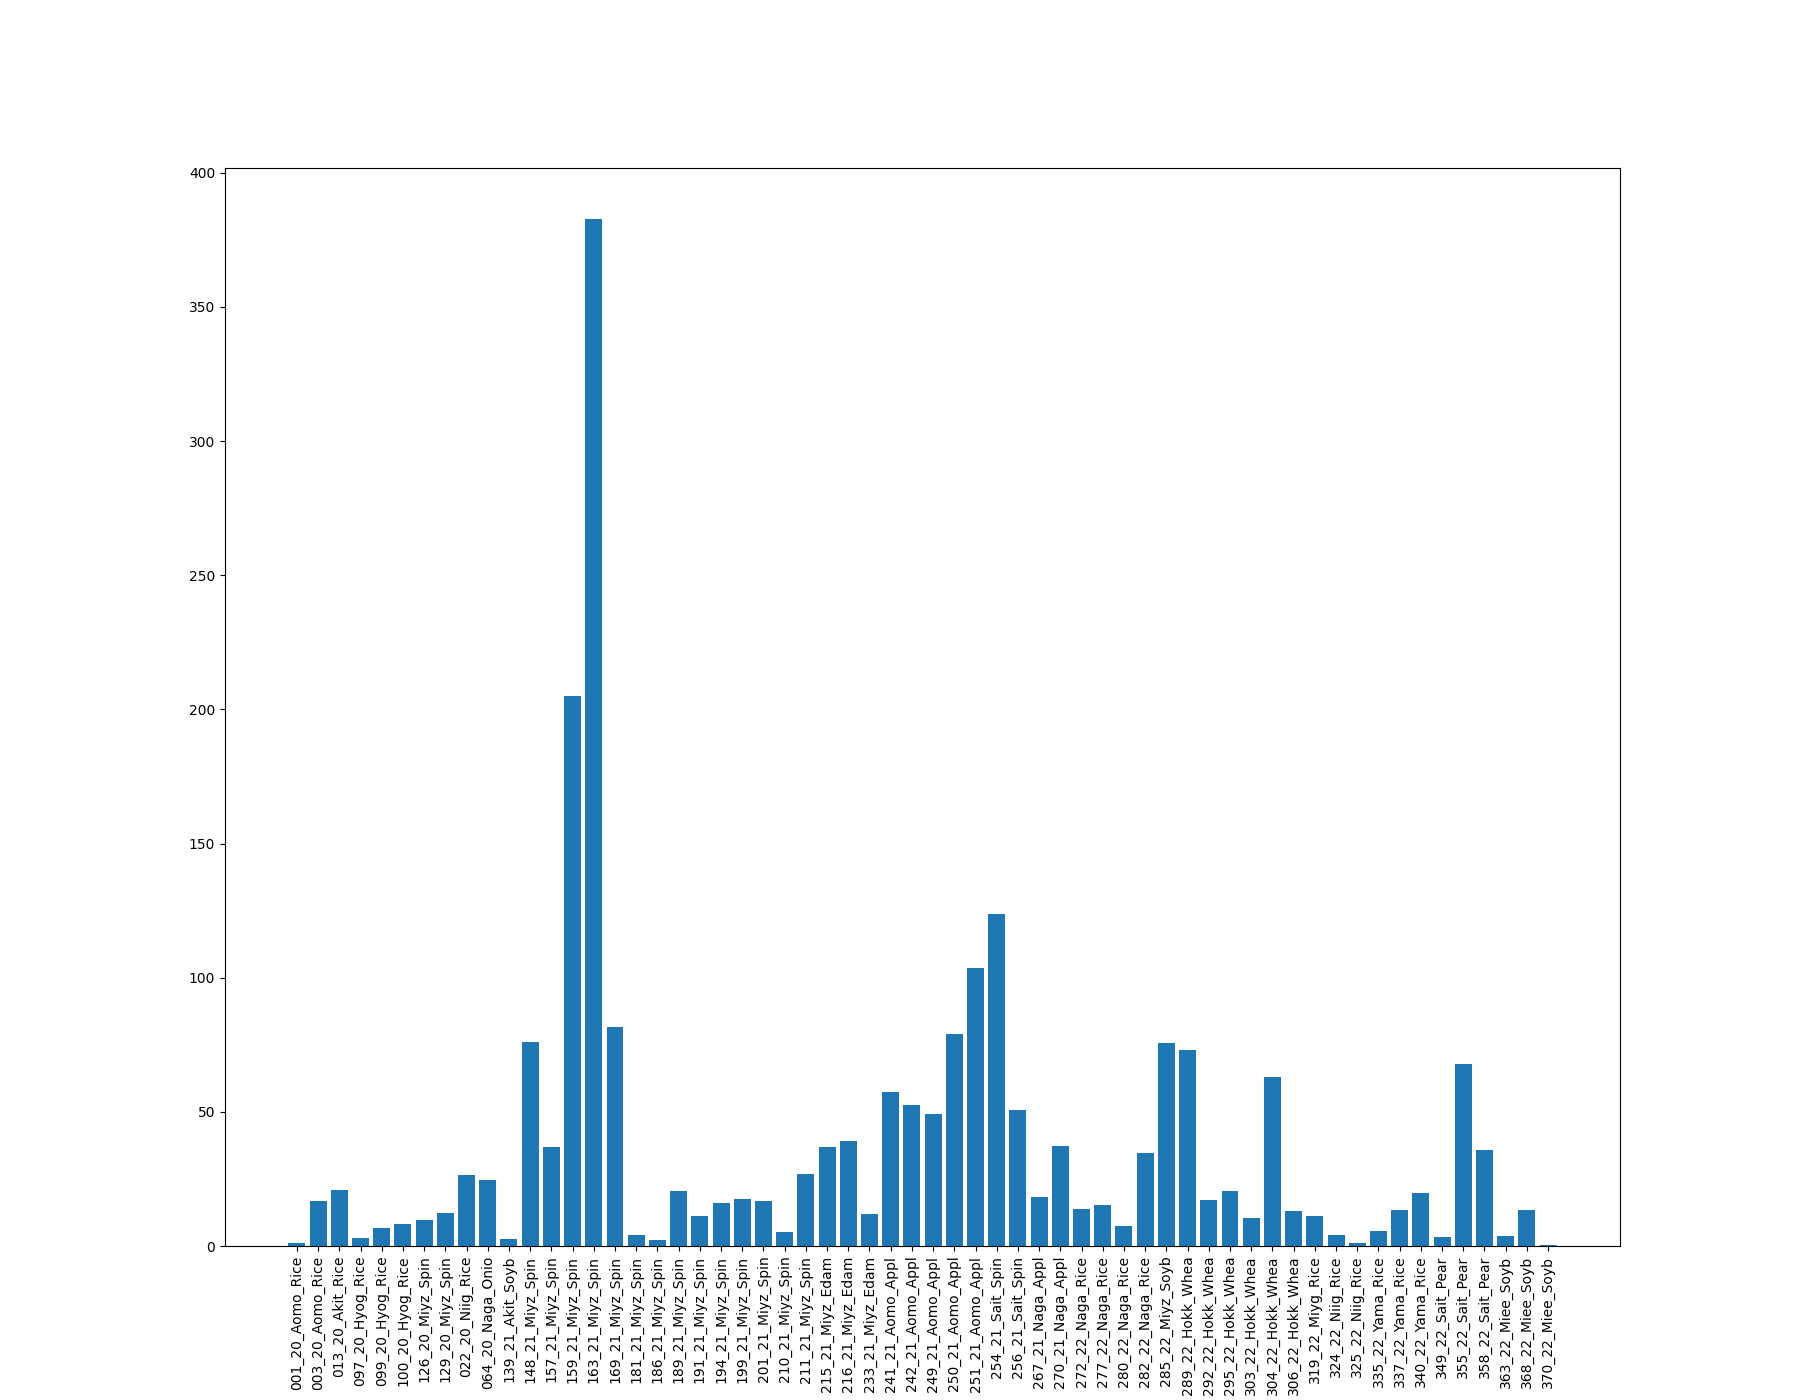 400
350
300
250
200
150
100
50
0
001_20_Aomo_Rice
003_20_Aomo_Rice
013_20_Akit_Rice
097_20_Hyog_Rice
099_20_Hyog_Rice
100_20_Hyog_Rice
126_20_Miyz_Spin
129_20_Miyz_Spin
022_20_Niig_Rice
064_20_Naga_Onio
139_21_Akit_Soyb
148_21_Miyz_Spin
157_21_Miyz_Spin
159_21_Miyz_Spin
163_21_Miyz_Spin
169_21_Miyz_Spin
181_21_Miyz_Spin
186_21_Miyz_Spin
189_21_Miyz_Spin
191_21_Miyz_Spin
194_21_Miyz_Spin
199_21_Miyz_Spin
201_21_Miyz_Spin
210_21_Miyz_Spin
211_21_Miyz_Spin
215_21_Miyz_Edam
216_21_Miyz_Edam
233_21_Miyz_Edam
241_21_Aomo_Appl
242_21_Aomo_Appl
249_21_Aomo_Appl
250_21_Aomo_Appl
251_21_Aomo_Appl
254_21_Sait_Spin
256_21_Sait_Spin
267_21_Naga_Appl
270_21_Naga_Appl
272_22_Naga_Rice
277_22_Naga_Rice
280_22_Naga_Rice
282_22_Naga_Rice
285_22_Miyz_Soyb
289_22_Hokk_Whea
292_22_Hokk_Whea
295_22_Hokk_Whea
303_22_Hokk_Whea
304_22_Hokk_Whea
306_22_Hokk_Whea
319_22_Miyg_Rice
324_22_Niig_Rice
325_22_Niig_Rice
335_22_Yama_Rice
337_22_Yama_Rice
340_22_Yama_Rice
349_22_Sait_Pear
355_22_Sait_Pear
358_22_Sait_Pear
363_22_Miee_Soyb
368_22_Miee_Soyb
370_22_Miee_Soyb